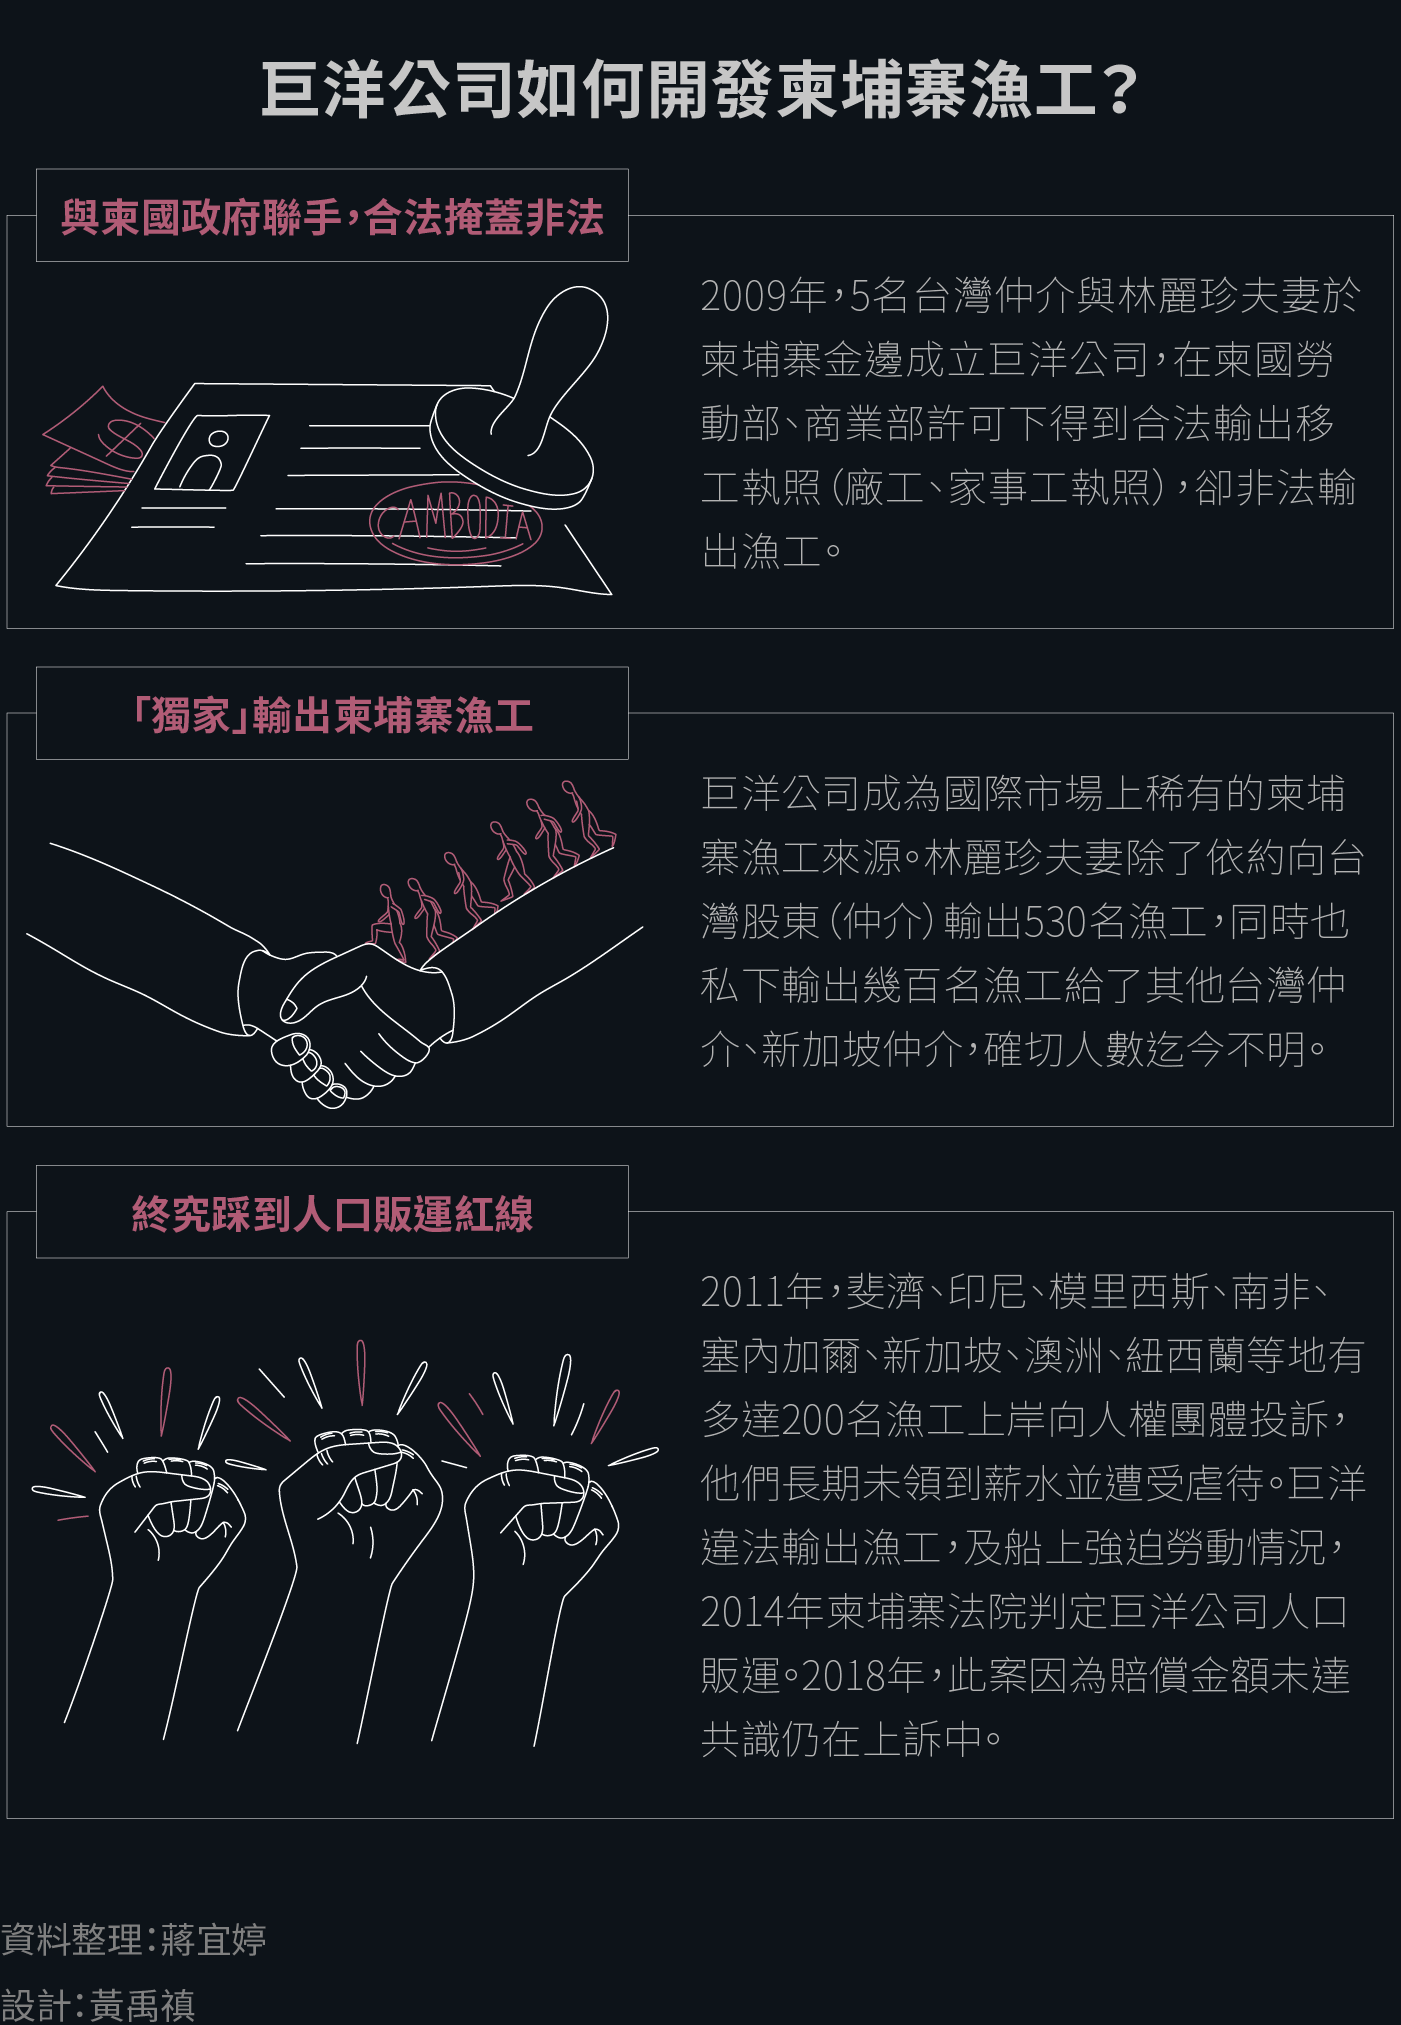 巨洋公司如何開發柬埔寨漁工？
與柬國政府聯手，合法掩蓋非法
2009年，5名台灣仲介與林麗珍夫妻於
柬埔寨金邊成立巨洋公司，在柬國勞
動部、商業部許可下得到合法輸出移
工執照（廠工、家事工執照），卻非法輸
出漁工。
CAMBODIA
「獨家」輸出柬埔寨漁工
巨洋公司成為國際市場上稀有的柬埔
寨漁工來源。林麗珍夫妻除了依約向台
灣股東（仲介）輸出530名漁工，同時也
私下輸出幾百名漁工給了其他台灣仲
介、新加坡仲介，確切人數迄今不明。
終究踩到人口販運紅線
2011年，斐濟、印尼、模里西斯、南非、
塞內加爾、新加坡、澳洲、紐西蘭等地有
多達200名漁工上岸向人權團體投訴，
他們長期未領到薪水並遭受虐待。巨洋
違法輸出漁工，及船上強迫勞動情況，
2014年柬埔寨法院判定巨洋公司人口
販運。2018年，此案因為賠償金額未達
共識仍在上訴中。
資料整理：蔣宜婷
設計：黃禹禛